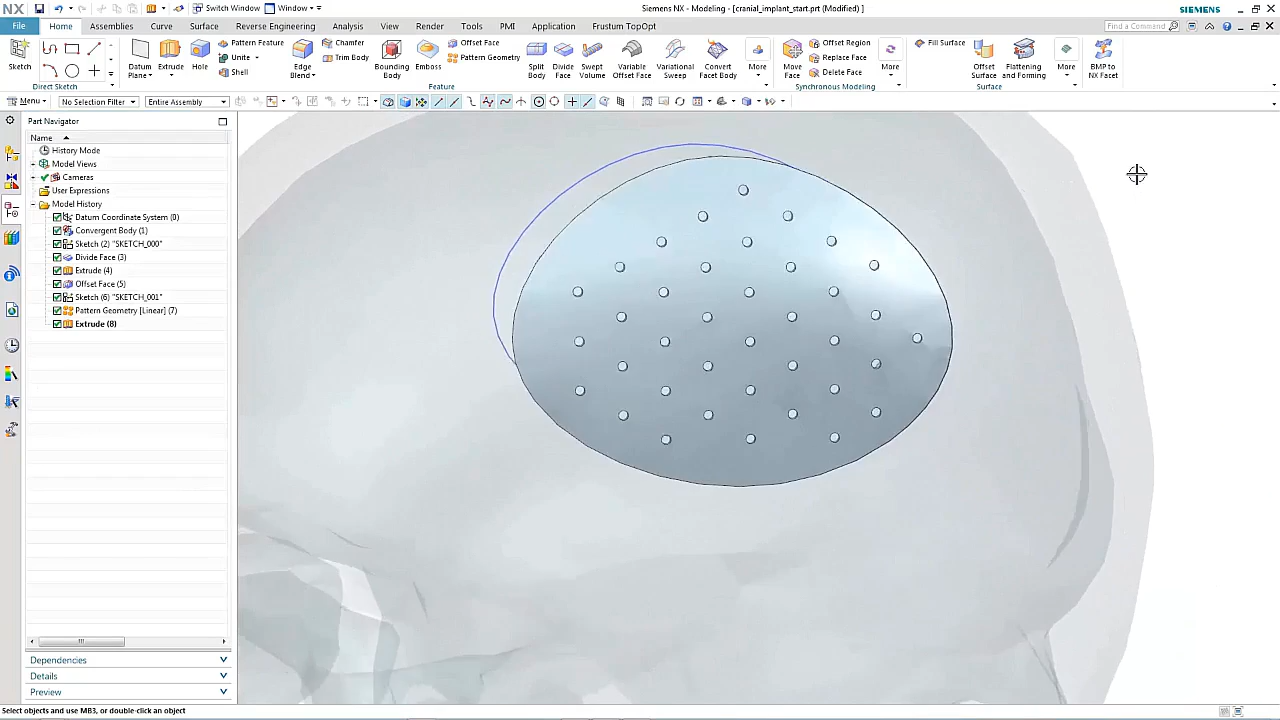 NX Switch Window Window Siemens NX - Modeling - [cranial_implant_start.prt (Modified) ] SIEMENS
File Home Assemblies Curve Surface Reverse Engineering Analysis View Render Tools PMI Application Frustum TopOpt Find a Command
Pattern Feature Chamfer Offset Face Offset Region Fill Surface
Unite Trim Body Pattern Geometry Replace Face
Shell Delete Face
Sketch Datum Plane Extrude Hole Edge Blend Bounding Body Emboss Split Body Divide Face Swept Volume Variable Offset Face Variational Sweep Convert Facet Body More Move Face More Offset Surface Flattening and Forming More BMP to NX Facet
Direct Sketch Feature Synchronous Modeling Surface
Menu No Selection Filter Entire Assembly
Part Navigator
Name
History Mode
Model Views
Cameras
User Expressions
Model History
Datum Coordinate System (0)
Convergent Body (1)
Sketch (2) "SKETCH_000"
Divide Face (3)
Extrude (4)
Offset Face (5)
Sketch (6) "SKETCH_001"
Pattern Geometry [Linear] (7)
Extrude (8)
Dependencies
Details
Preview
Select objects and use MB3, or double-click an object